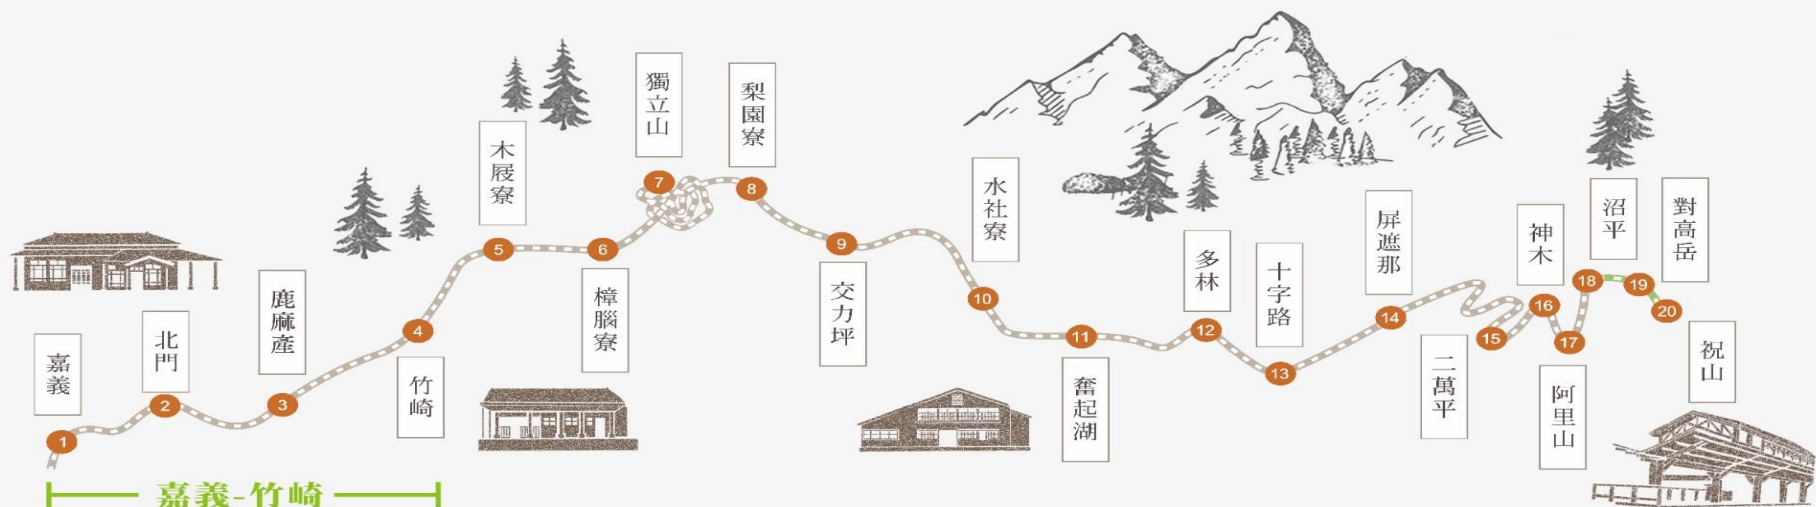 嘉義
1
北門
2
鹿麻產
3
竹崎
4
木屐寮
5
樟腦寮
6
獨立山
7
梨園寮
8
交力坪
9
水社寮
10
奮起湖
11
多林
12
十字路
13
屏遮那
14
二萬平
15
神木
16
阿里山
17
沼平
18
對高岳
19
祝山
20
嘉義-竹崎